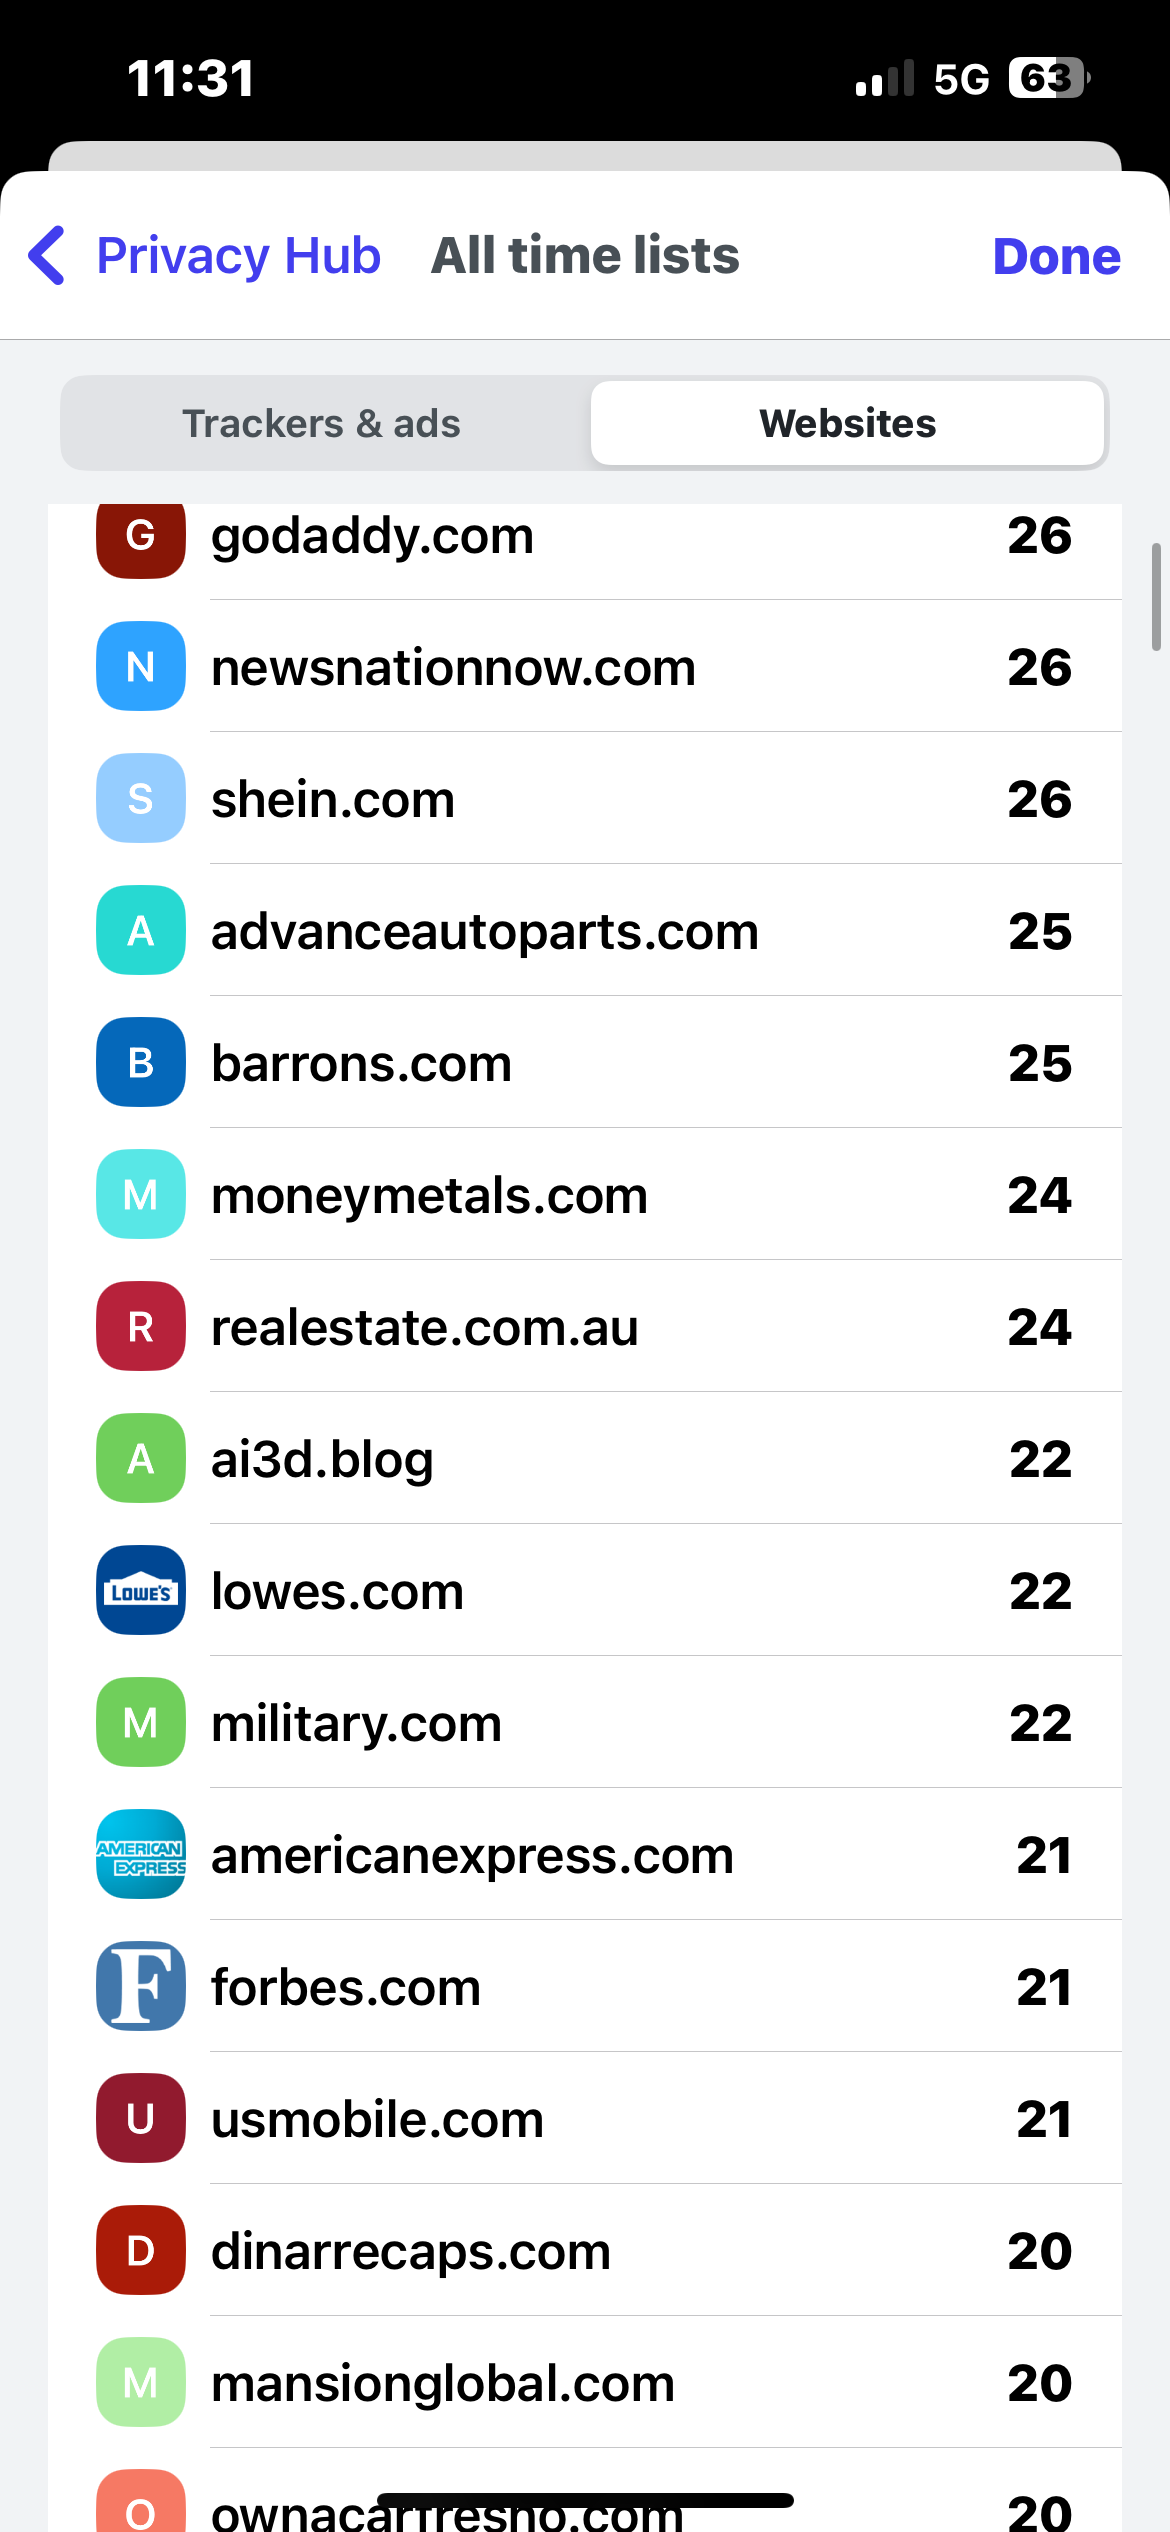 11:31 5G 63
Privacy Hub All time lists Done
Trackers & ads Websites
G godaddy.com 26
N newsnationnow.com 26
S shein.com 26
A advanceautoparts.com 25
B barrons.com 25
M moneymetals.com 24
R realestate.com.au 24
A ai3d.blog 22
LOWE'S lowes.com 22
M military.com 22
AMERICAN EXPRESS americanexpress.com 21
F forbes.com 21
U usmobile.com 21
D dinarrecaps.com 20
M mansionglobal.com 20
O ownacarfresno.com 20